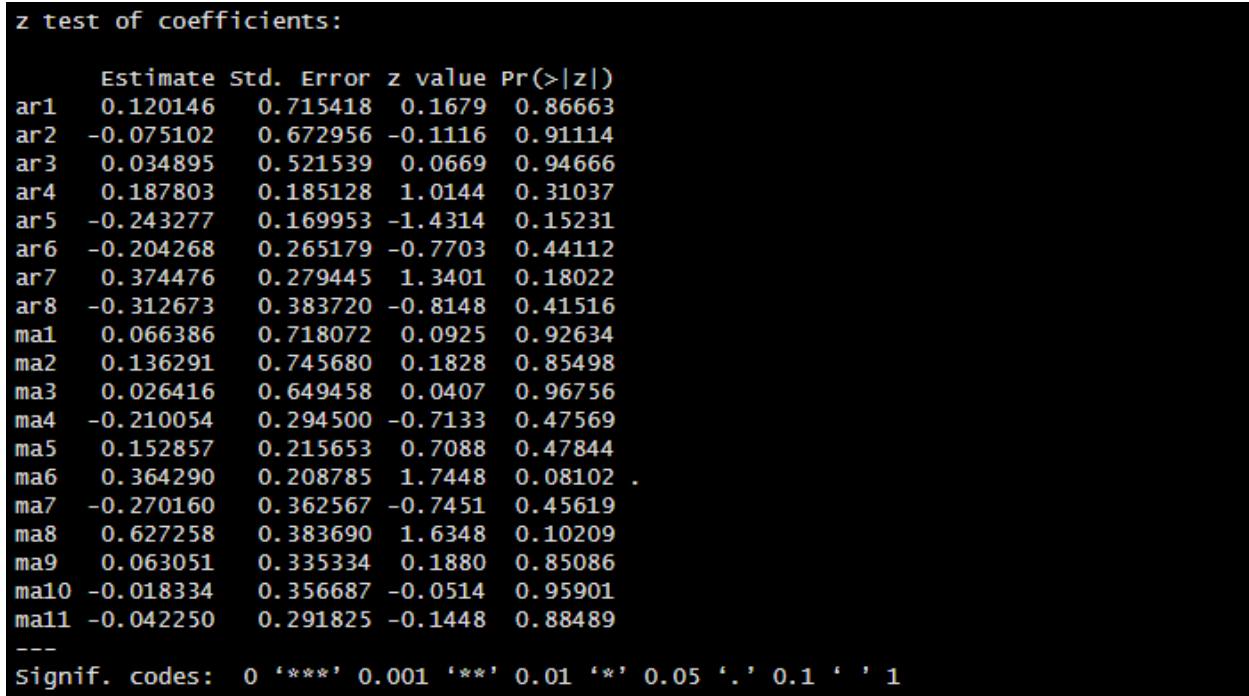 z test of coefficients:
Estimate Std. Error z value Pr(>|z|)
ar1 0.120146 0.715418 0.1679 0.86663
ar2 -0.075102 0.672956 -0.1116 0.91114
ar3 0.034895 0.521539 0.0669 0.94666
ar4 0.187803 0.185128 1.0144 0.31037
ar5 -0.243277 0.169953 -1.4314 0.15231
ar6 -0.204268 0.265179 -0.7703 0.44112
ar7 0.374476 0.279445 1.3401 0.18022
ar8 -0.312673 0.383720 -0.8148 0.41516
ma1 0.066386 0.718072 0.0925 0.92634
ma2 0.136291 0.745680 0.1828 0.85498
ma3 0.026416 0.649458 0.0407 0.96756
ma4 -0.210054 0.294500 -0.7133 0.47569
ma5 0.152857 0.215653 0.7088 0.47844
ma6 0.364290 0.208785 1.7448 0.08102 .
ma7 -0.270160 0.362567 -0.7451 0.45619
ma8 0.627258 0.383690 1.6348 0.10209
ma9 0.063051 0.335334 0.1880 0.85086
ma10 -0.018334 0.356687 -0.0514 0.95901
ma11 -0.042250 0.291825 -0.1448 0.88489
---
Signif. codes: 0 ‘***’ 0.001 ‘**’ 0.01 ‘*’ 0.05 ‘.’ 0.1 ‘ ’ 1